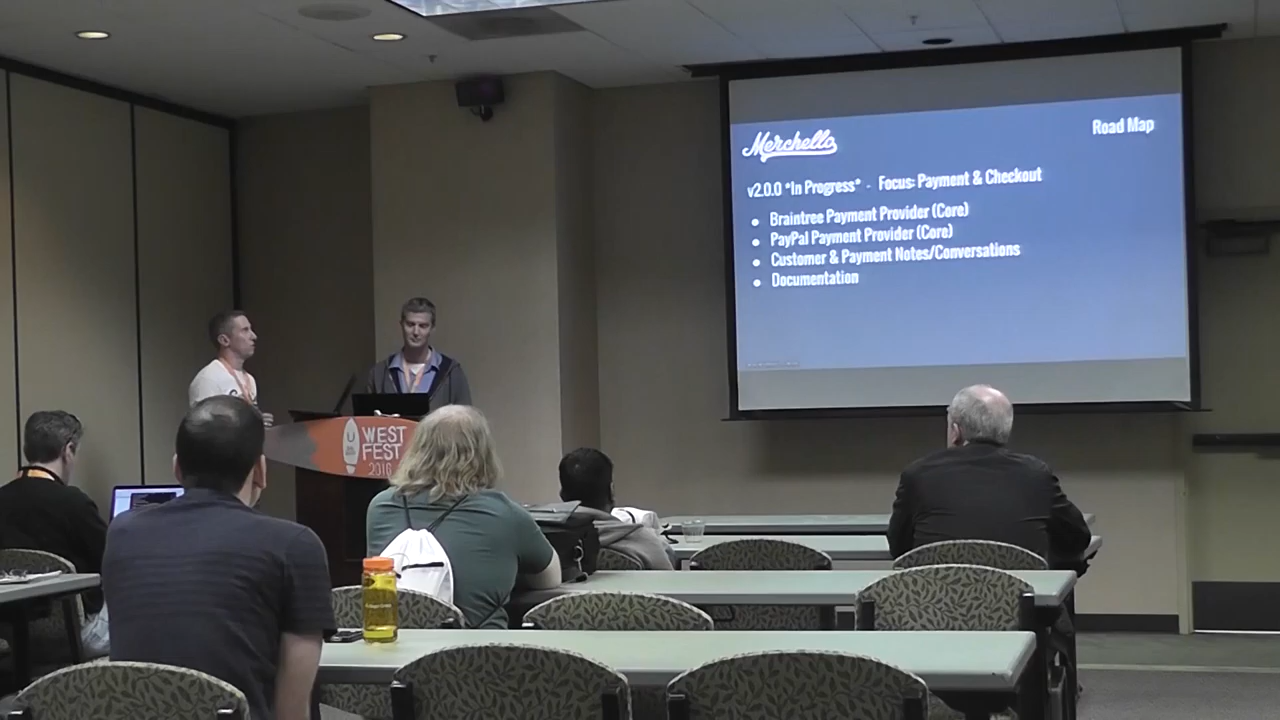 Merchello
Road Map
v2.0.0 *In Progress* - Focus: Payment & Checkout
● Braintree Payment Provider (Core)
● PayPal Payment Provider (Core)
● Customer & Payment Notes/Conversations
● Documentation
U
WEST
FEST
2016